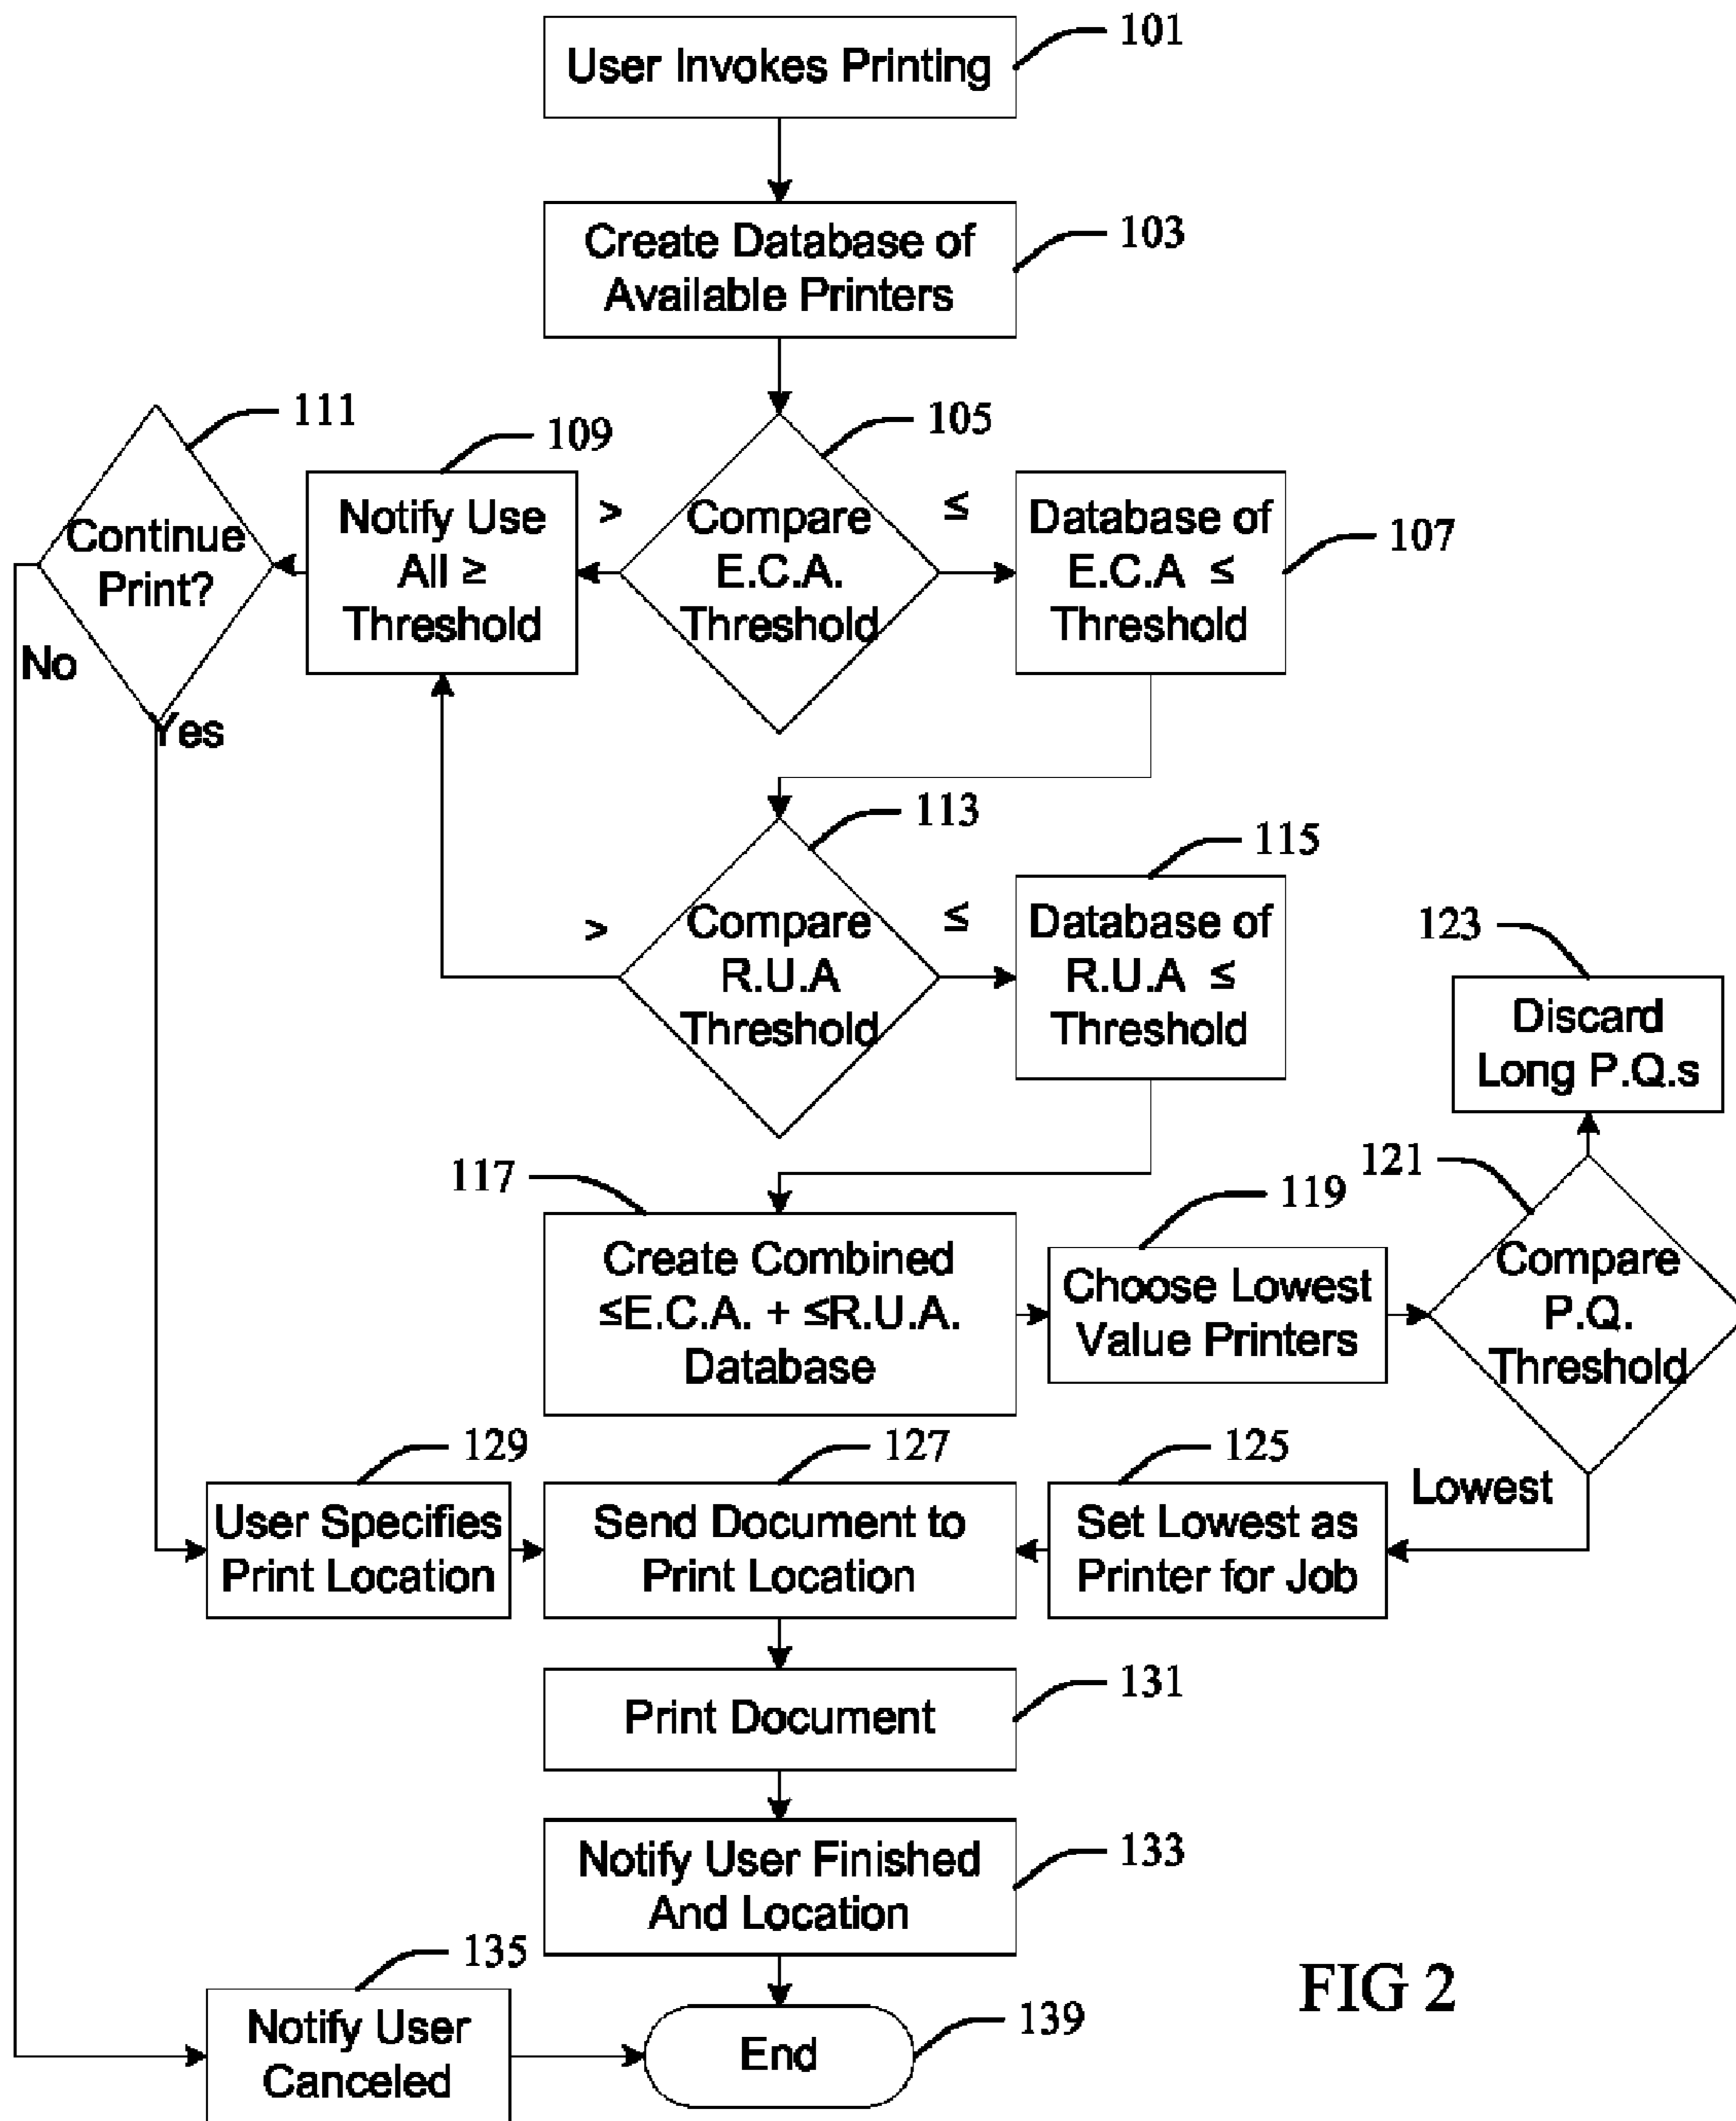 101
User Invokes Printing
103
Create Database of
Available Printers
111
Continue
Print?
No
Yes
109
Notify Use
All ≥
Threshold
>
105
Compare
E.C.A.
Threshold
≤
107
Database of
E.C.A ≤
Threshold
113
>
Compare
R.U.A
Threshold
≤
115
Database of
R.U.A ≤
Threshold
123
Discard
Long P.Q.s
117
Create Combined
≤E.C.A. + ≤R.U.A.
Database
119
Choose Lowest
Value Printers
121
Compare
P.Q.
Threshold
Lowest
129
User Specifies
Print Location
127
Send Document to
Print Location
125
Set Lowest as
Printer for Job
131
Print Document
133
Notify User Finished
And Location
135
Notify User
Canceled
139
End
FIG 2